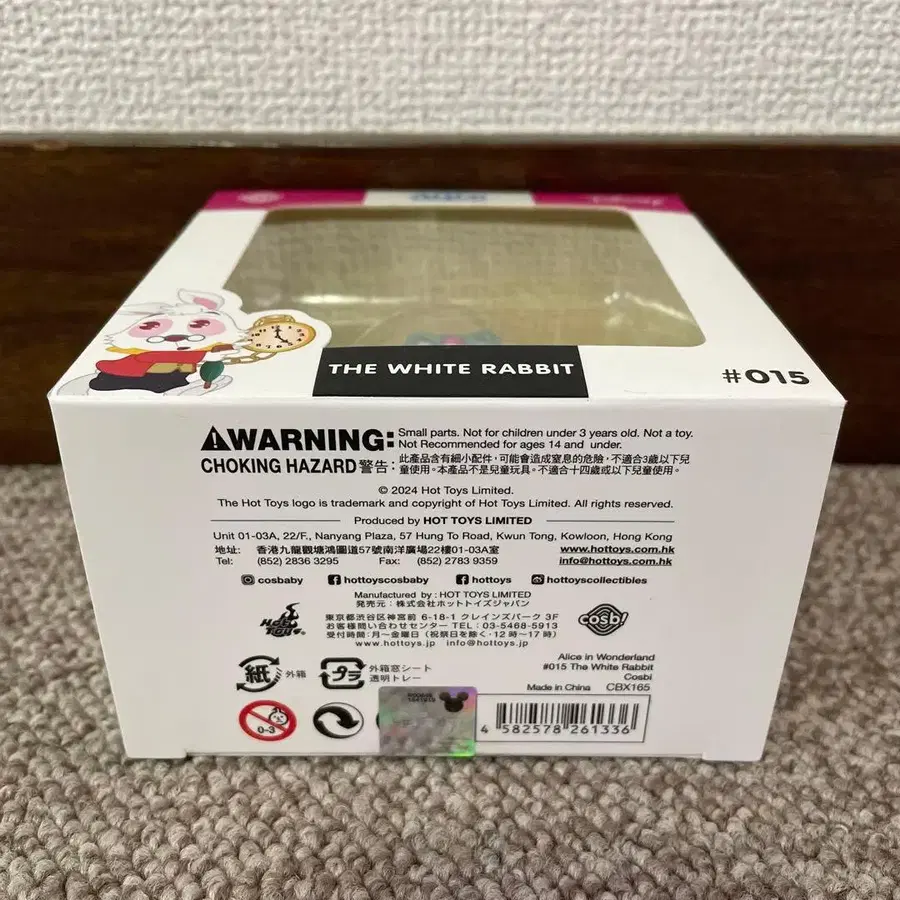 THE WHITE RABBIT
#015
WARNING: Small parts. Not for children under 3 years old. Not a toy.
Not Recommended for ages 14 and under.
CHOKING HAZARD 警告: 此產品含有細小配件,可能會造成窒息的危險,不適合3歲以下兒
童使用。本產品不是兒童玩具。不適合十四歲或以下兒童使用。
© 2024 Hot Toys Limited.
The Hot Toys logo is trademark and copyright of Hot Toys Limited. All rights reserved.
Produced by HOT TOYS LIMITED
Unit 01-03A, 22/F., Nanyang Plaza, 57 Hung To Road, Kwun Tong, Kowloon, Hong Kong
地址: 香港九龍觀塘鴻圖道57號南洋廣場22樓01-03A室 www.hottoys.com.hk
Tel: (852) 2836 3295 Fax: (852) 2783 9359 info@hottoys.com.hk
cosbaby hottoyscosbaby hottoys hottoyscollectibles
Manufactured by: HOT TOYS LIMITED
発売元:株式会社ホットトイズジャパン
東京都渋谷区神宮前 6-18-1 クレインズパーク 3F
お客様問い合わせセンター TEL:03-5468-5913
受付時間:月~金曜日(祝祭日を除く・12時~17時)
www.hottoys.jp info@hottoys.jp
HOT TOYS
cosbi
紙 外箱
プラ 外箱窓シート
透明トレー
Alice in Wonderland
#015 The White Rabbit
Cosbi
Made in China CBX165
0-3
4 582578 261336